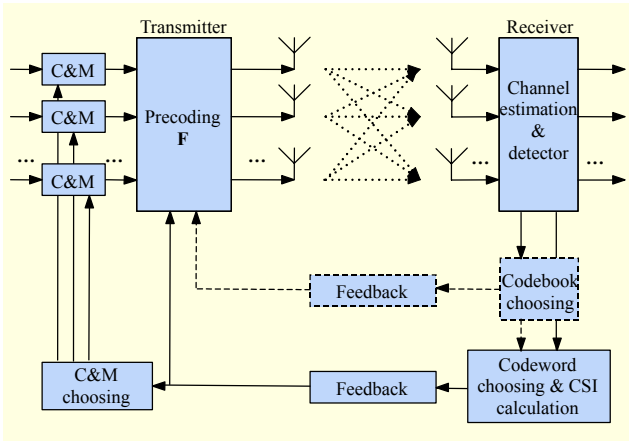 Transmitter
Receiver
C&M
C&M
...
C&M
...
Precoding
F
...
...
Channel
estimation
&
detector
...
Feedback
Codebook
choosing
C&M
choosing
Feedback
Codeword
choosing & CSI
calculation